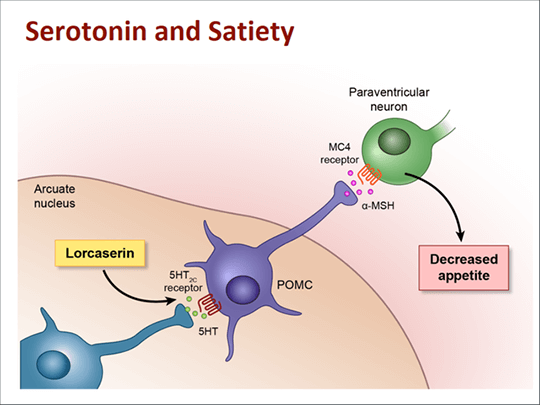 Serotonin and Satiety
Paraventricular
neuron
MC4
receptor
α-MSH
Arcuate
nucleus
Lorcaserin
5HT2C
receptor
5HT
POMC
Decreased
appetite